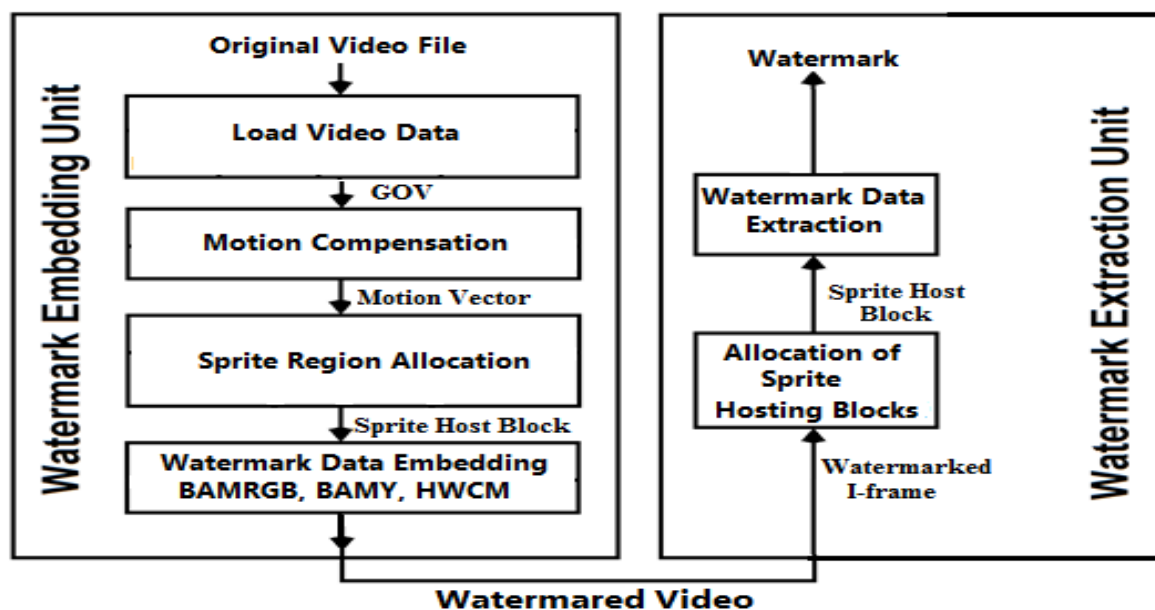 Original Video File
Watermark Embedding Unit
Load Video Data
GOV
Motion Compensation
Motion Vector
Sprite Region Allocation
Sprite Host Block
Watermark Data Embedding
BAMRGB, BAMY, HWCM
Watermared Video
Watermark
Watermark Extraction Unit
Watermark Data
Extraction
Sprite Host
Block
Allocation of
Sprite
Hosting Blocks
Watermarked
I-frame